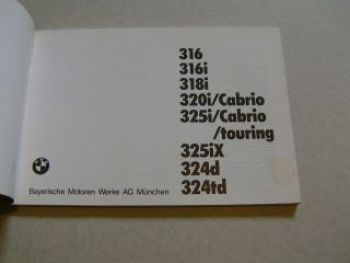 316
316i
318i
320i/Cabrio
325i/Cabrio
/touring
325iX
324d
324td
Bayerische Motoren Werke AG München